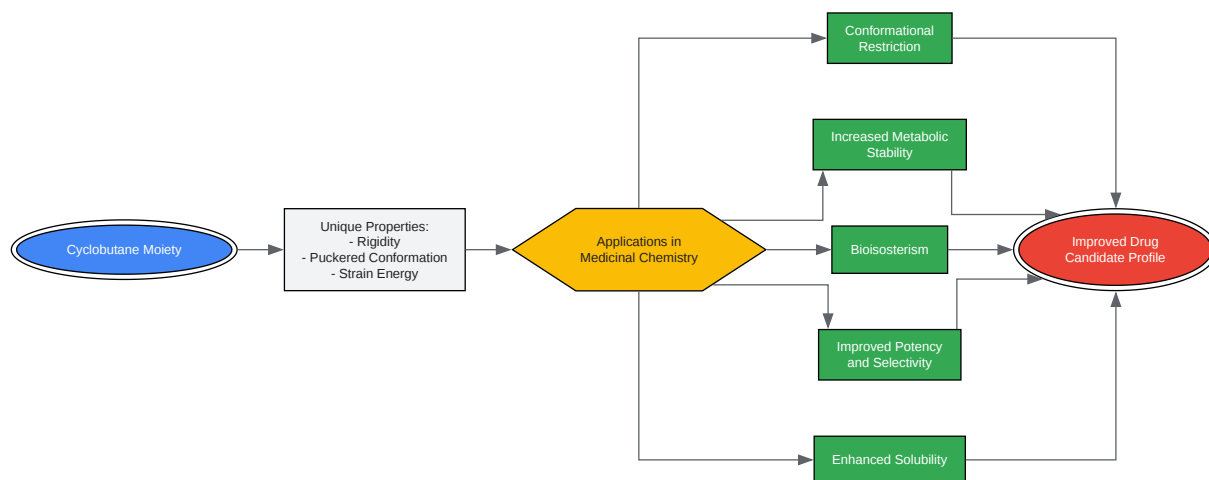 Cyclobutane Moiety
Unique Properties:
- Rigidity
- Puckered Conformation
- Strain Energy
Applications in
Medicinal Chemistry
Conformational
Restriction
Increased Metabolic
Stability
Bioisosterism
Improved Potency
and Selectivity
Enhanced Solubility
Improved Drug
Candidate Profile